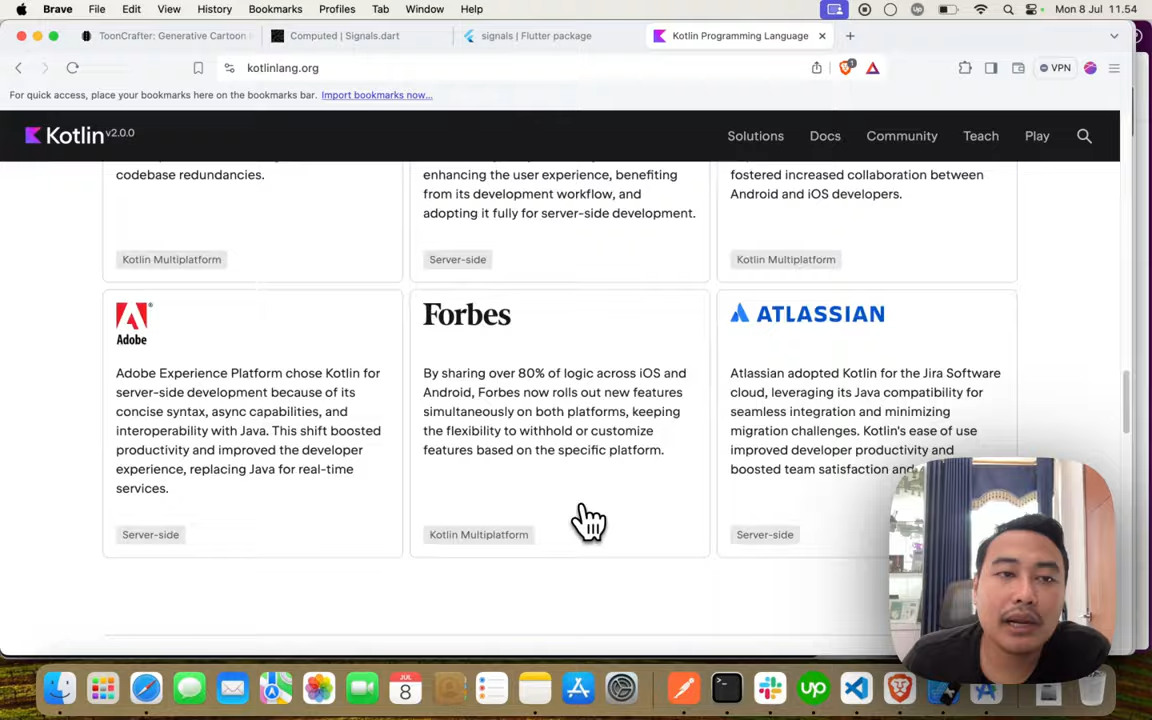 Brave File Edit View History Bookmarks Profiles Tab Window Help Mon 8 Jul 11.54
ToonCrafter: Generative Cartoon
Computed | Signals.dart
signals | Flutter package
Kotlin Programming Language
kotlinlang.org
1
VPN
For quick access, place your bookmarks here on the bookmarks bar. Import bookmarks now...
Kotlin v2.0.0
Solutions Docs Community Teach Play
codebase redundancies.
Kotlin Multiplatform
enhancing the user experience, benefiting
from its development workflow, and
adopting it fully for server-side development.
Server-side
fostered increased collaboration between
Android and iOS developers.
Kotlin Multiplatform
Adobe
Adobe Experience Platform chose Kotlin for
server-side development because of its
concise syntax, async capabilities, and
interoperability with Java. This shift boosted
productivity and improved the developer
experience, replacing Java for real-time
services.
Server-side
Forbes
By sharing over 80% of logic across iOS and
Android, Forbes now rolls out new features
simultaneously on both platforms, keeping
the flexibility to withhold or customize
features based on the specific platform.
Kotlin Multiplatform
ATLASSIAN
Atlassian adopted Kotlin for the Jira Software
cloud, leveraging its Java compatibility for
seamless integration and minimizing
migration challenges. Kotlin's ease of use
improved developer productivity and
boosted team satisfaction and
Server-side
JUL
8
up